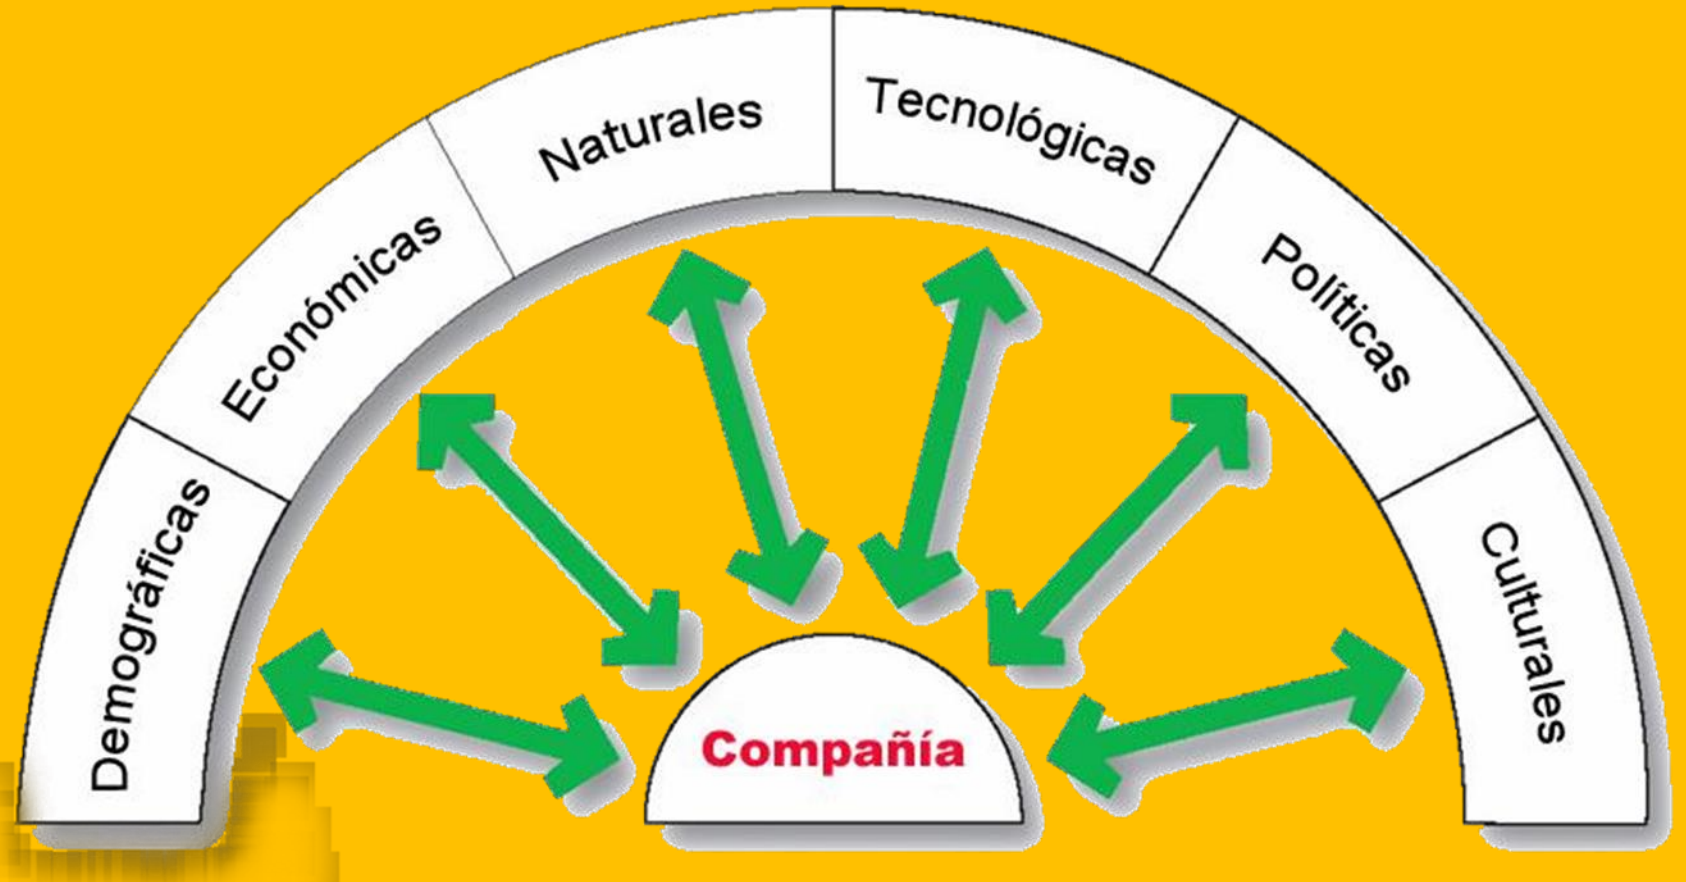 Demográficas
Económicas
Naturales
Tecnológicas
Políticas
Culturales
Compañía